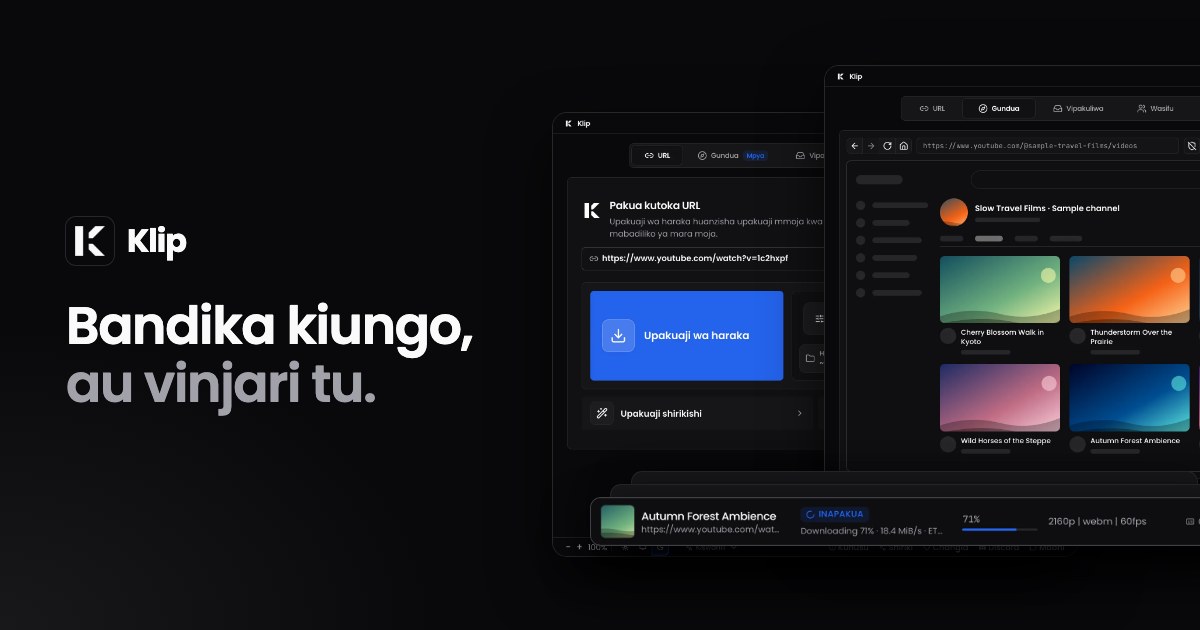 Klip
Bandika kiungo,
au vinjari tu.
Klip
URL
Gundua Mpya
Pakua kutoka URL
Upakuaji wa haraka huanzisha upakuaji mmoja kwa
mabadiliko ya mara moja.
https://www.youtube.com/watch?v=1c2hxpf
Upakuaji wa haraka
Upakuaji shirikishi
Klip
URL
Gundua
Vipakuliwa
Wasifu
https://www.youtube.com/@sample-travel-films/videos
Slow Travel Films · Sample channel
Cherry Blossom Walk in
Kyoto
Thunderstorm Over the
Prairie
Wild Horses of the Steppe
Autumn Forest Ambience
Autumn Forest Ambience
https://www.youtube.com/wat...
INAPAKUA
Downloading 71% · 18.4 MiB/s · ET...
71%
2160p | webm | 60fps
100%